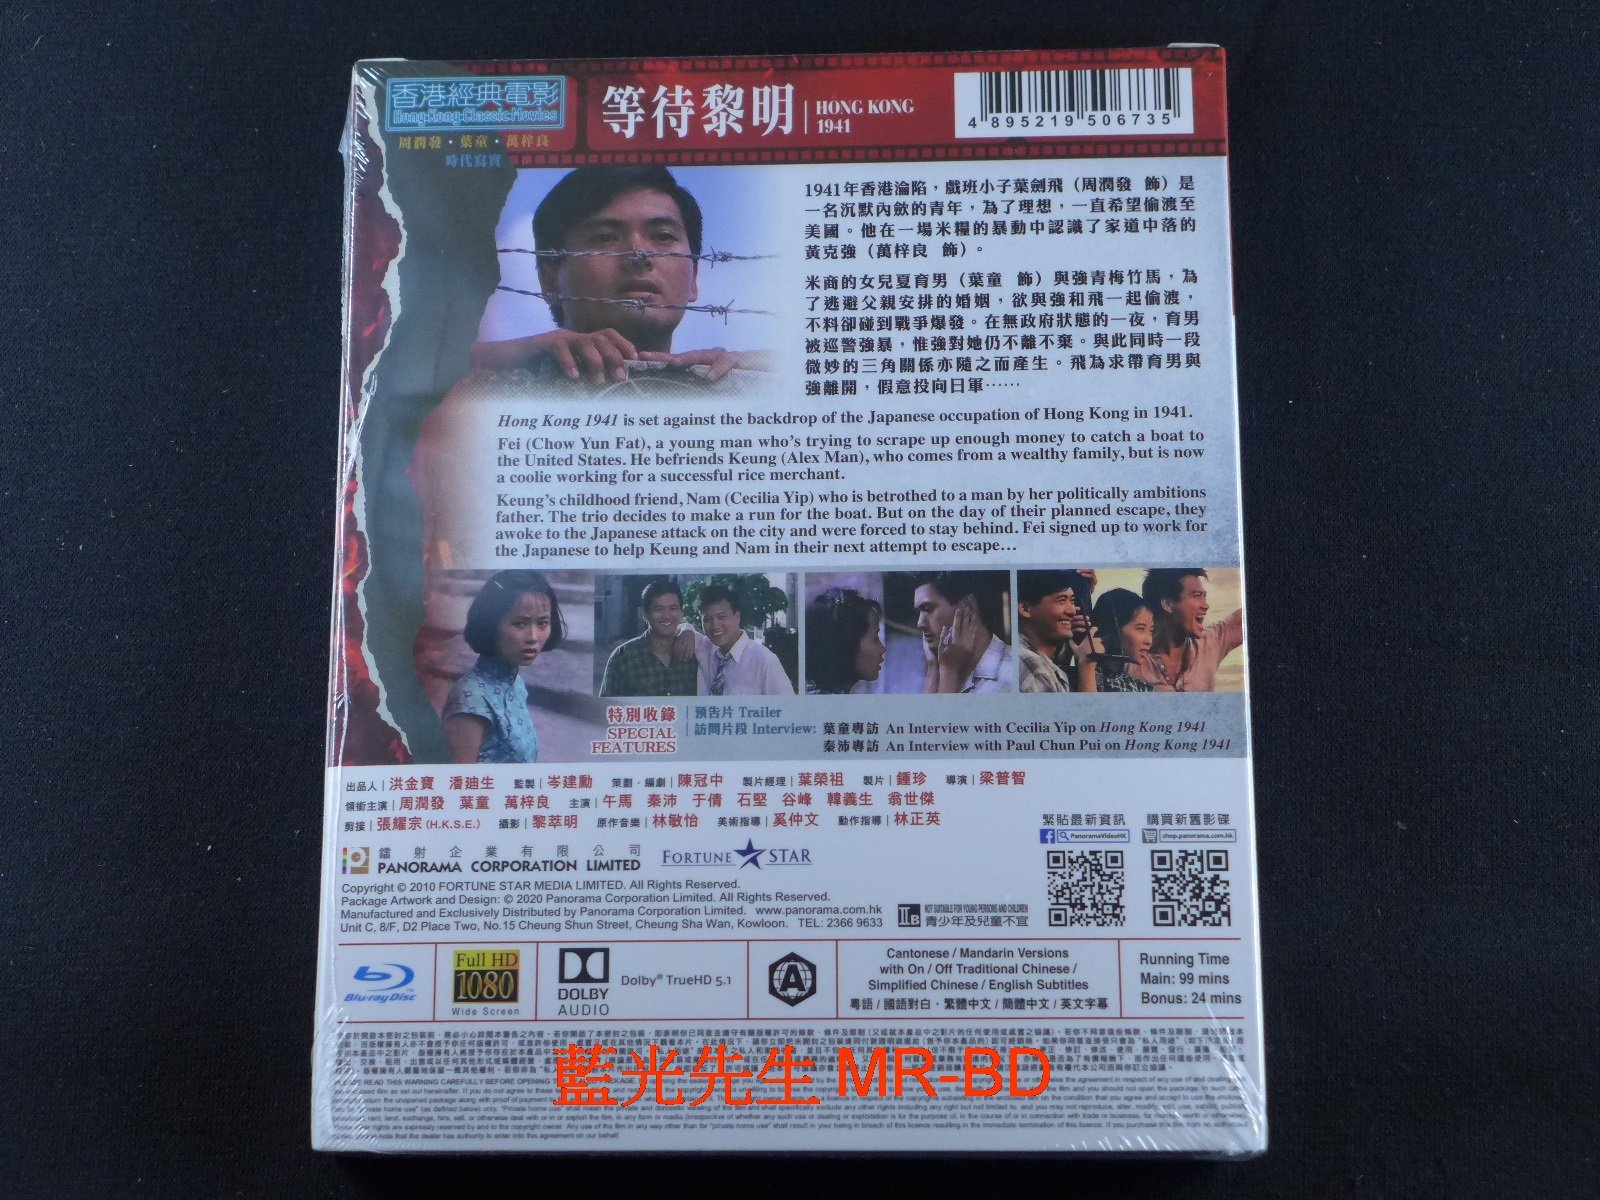 香港經典電影
Hong Kong Classic Movies
周潤發・葉童・萬梓良
時代寫實
等待黎明
HONG KONG
1941
4 895219 506735
1941年香港淪陷，戲班小子葉劍飛（周潤發 飾）是
一名沉默內斂的青年，為了理想，一直希望偷渡至
美國。他在一場米糧的暴動中認識了家道中落的
黃克強（萬梓良 飾）。
米商的女兒夏育男（葉童 飾）與強青梅竹馬，為
了逃避父親安排的婚姻，欲與強和飛一起偷渡，
不料卻碰到戰爭爆發。在無政府狀態的一夜，育男
被巡警強暴，惟強對她仍不離不棄。與此同時一段
微妙的三角關係亦隨之而產生。飛為求帶育男與
強離開，假意投向日軍……
Hong Kong 1941 is set against the backdrop of the Japanese occupation of Hong Kong in 1941.
Fei (Chow Yun Fat), a young man who's trying to scrape up enough money to catch a boat to
the United States. He befriends Keung (Alex Man), who comes from a wealthy family, but is now
a coolie working for a successful rice merchant.
Keung's childhood friend, Nam (Cecilia Yip) who is betrothed to a man by her politically ambitions
father. The trio decides to make a run for the boat. But on the day of their planned escape, they
awoke to the Japanese attack on the city and were forced to stay behind. Fei signed up to work for
the Japanese to help Keung and Nam in their next attempt to escape…
特別收錄
SPECIAL
FEATURES
預告片 Trailer
訪問片段 Interview: 葉童專訪 An Interview with Cecilia Yip on Hong Kong 1941
秦沛專訪 An Interview with Paul Chun Pui on Hong Kong 1941
出品人 | 洪金寶 潘迪生 監製 | 岑建勳 策劃・編劇 | 陳冠中 製片經理 | 葉榮祖 製片 | 鍾珍 導演 | 梁普智
領銜主演 | 周潤發 葉童 萬梓良 主演 | 午馬 秦沛 于倩 石堅 谷峰 韓義生 翁世傑
剪接 | 張耀宗 (H.K.S.E.) 攝影 | 黎萃明 原作音樂 | 林敏怡 美術指導 | 奚仲文 動作指導 | 林正英
緊貼最新資訊
PanoramaVideoHK
購買新舊影碟
shop.panorama.com.hk
鐳射企業有限公司
PANORAMA CORPORATION LIMITED
FORTUNE STAR
Copyright © 2010 FORTUNE STAR MEDIA LIMITED. All Rights Reserved.
Package Artwork and Design: © 2020 Panorama Corporation Limited. All Rights Reserved.
Manufactured and Exclusively Distributed by Panorama Corporation Limited. www.panorama.com.hk
Unit C, 8/F, D2 Place Two, No.15 Cheung Shun Street, Cheung Sha Wan, Kowloon. TEL: 2366 9633
IIB
NOT SUITABLE FOR YOUNG PERSONS AND CHILDREN
青少年及兒童不宜
Blu-ray Disc
Full HD
1080
Wide Screen
DOLBY
AUDIO
Dolby® TrueHD 5.1
A
Cantonese / Mandarin Versions
with On / Off Traditional Chinese /
Simplified Chinese / English Subtitles
粵語 / 國語對白・繁體中文 / 簡體中文 / 英文字幕
Running Time
Main: 99 mins
Bonus: 24 mins
藍光先生 MR-BD